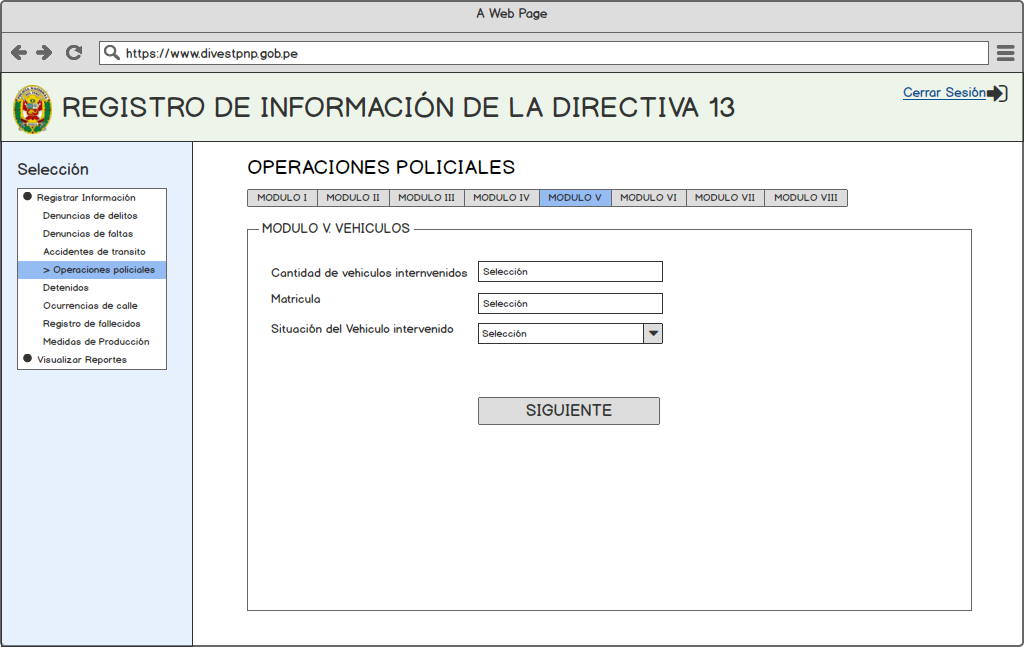 A Web Page
https://www.divestpnp.gob.pe
REGISTRO DE INFORMACIÓN DE LA DIRECTIVA 13
Cerrar Sesión
Selección
Registrar Información
Denuncias de delitos
Denuncias de faltas
Accidentes de transito
> Operaciones policiales
Detenidos
Ocurrencias de calle
Registro de fallecidos
Medidas de Producción
Visualizar Reportes
OPERACIONES POLICIALES
MODULO I MODULO II MODULO III MODULO IV MODULO V MODULO VI MODULO VII MODULO VIII
MODULO V. VEHICULOS
Cantidad de vehiculos internvenidos Selección
Matricula Selección
Situación del Vehiculo intervenido Selección
SIGUIENTE